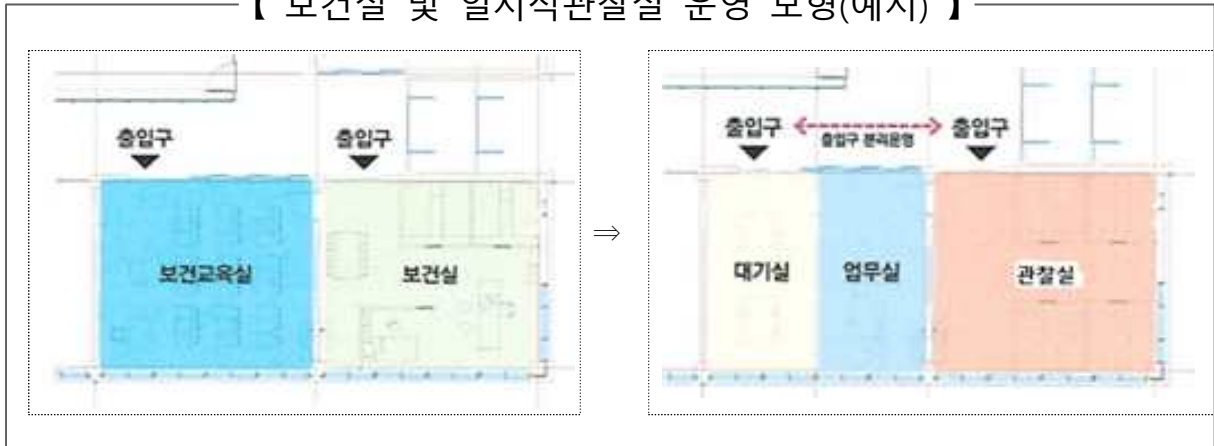 【 보건실 및 일시적관찰실 운영 모형(예시) 】
출입구 출입구
보건교육실 보건실
⇒
출입구 출입구 분리운영 출입구
대기실 업무실 관찰실